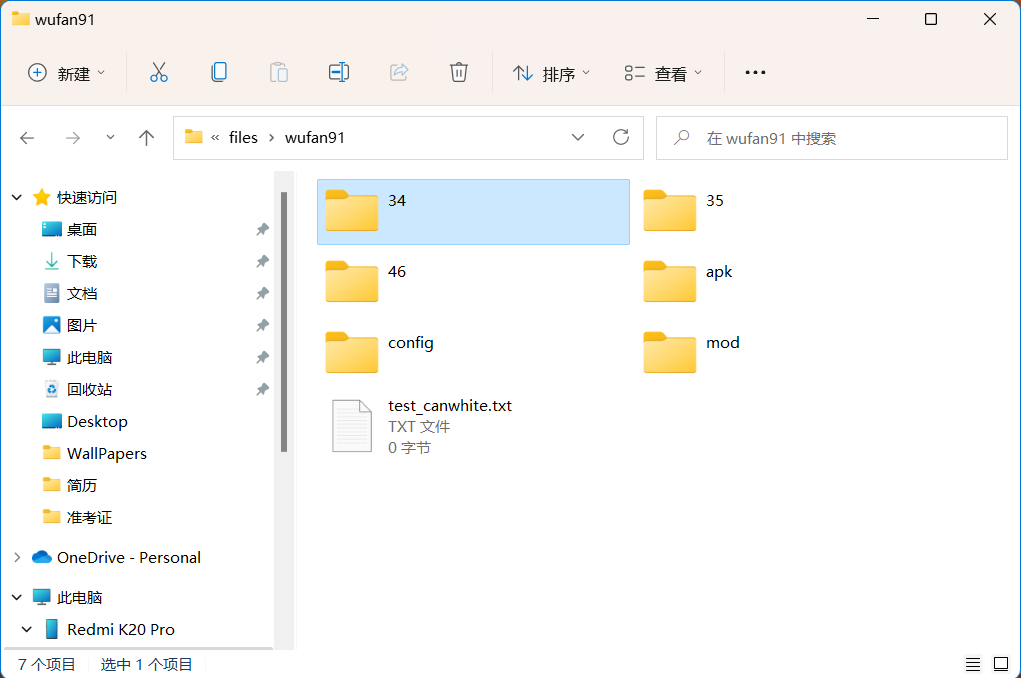 wufan91
新建
排序
查看
« files › wufan91
在 wufan91 中搜索
快速访问
桌面
下载
文档
图片
此电脑
回收站
Desktop
WallPapers
简历
准考证
OneDrive - Personal
此电脑
Redmi K20 Pro
34
35
46
apk
config
mod
test_canwhite.txt
TXT 文件
0 字节
7 个项目
选中 1 个项目